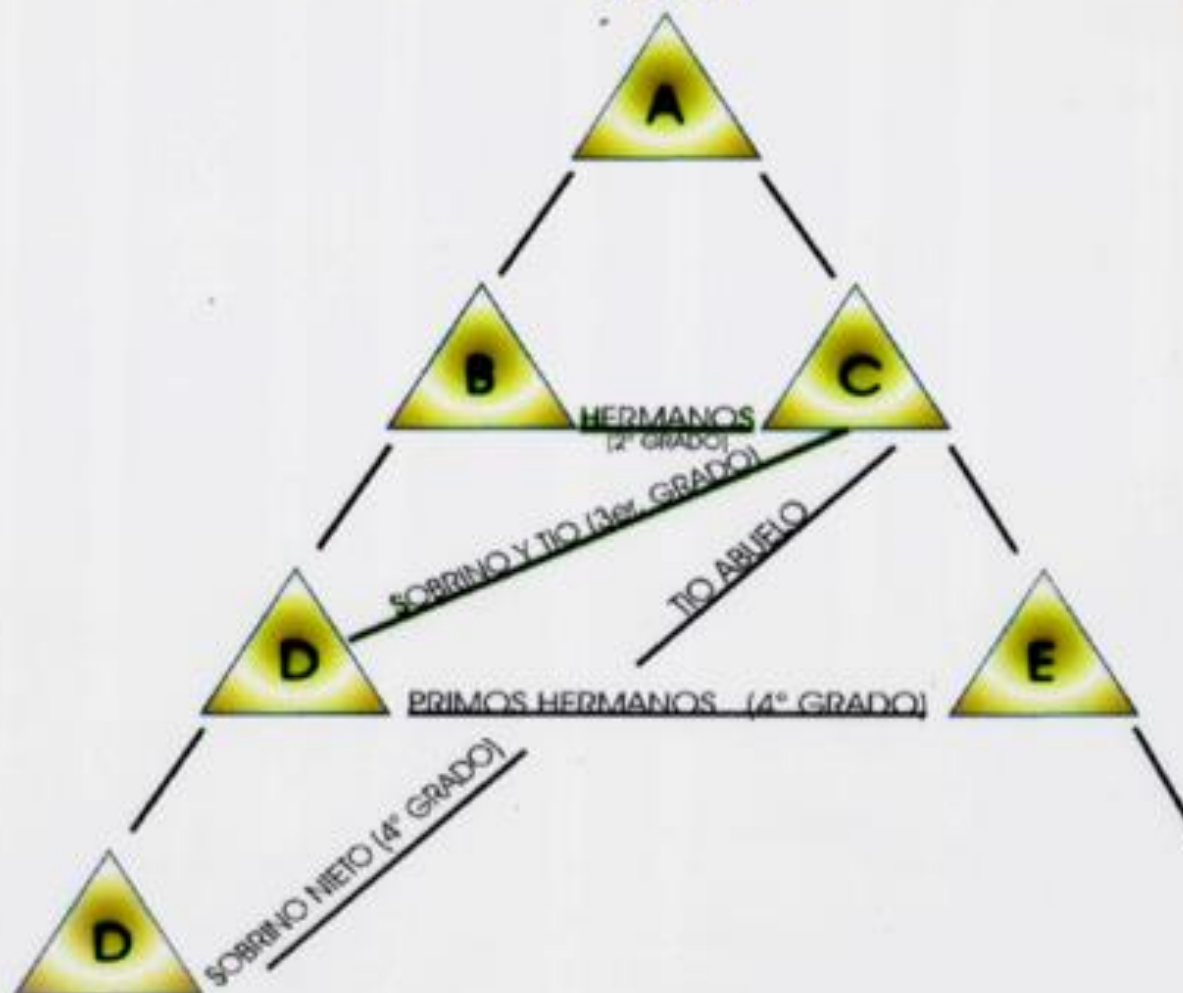 A
B
C
HERMANOS
(2° GRADO)
SOBRINO Y TIO (3er. GRADO)
TIO ABUELO
D
PRIMOS HERMANOS (4° GRADO)
E
SOBRINO NIETO (4° GRADO)
D